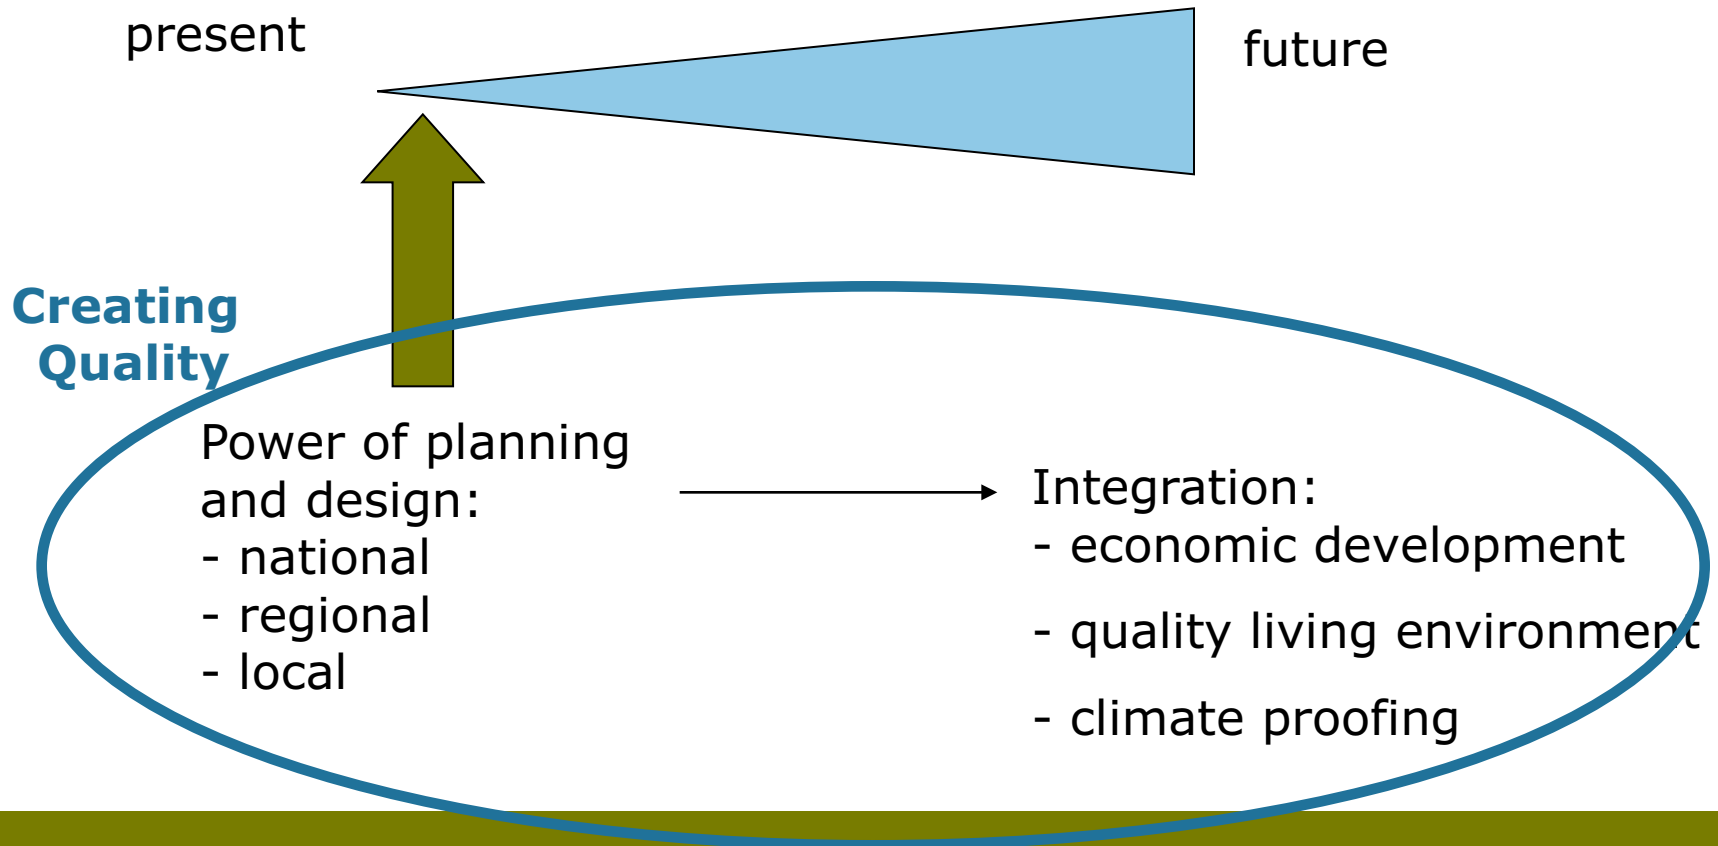 present
future
Creating
Quality
Power of planning
and design:
- national
- regional
- local
Integration:
- economic development
- quality living environment
- climate proofing